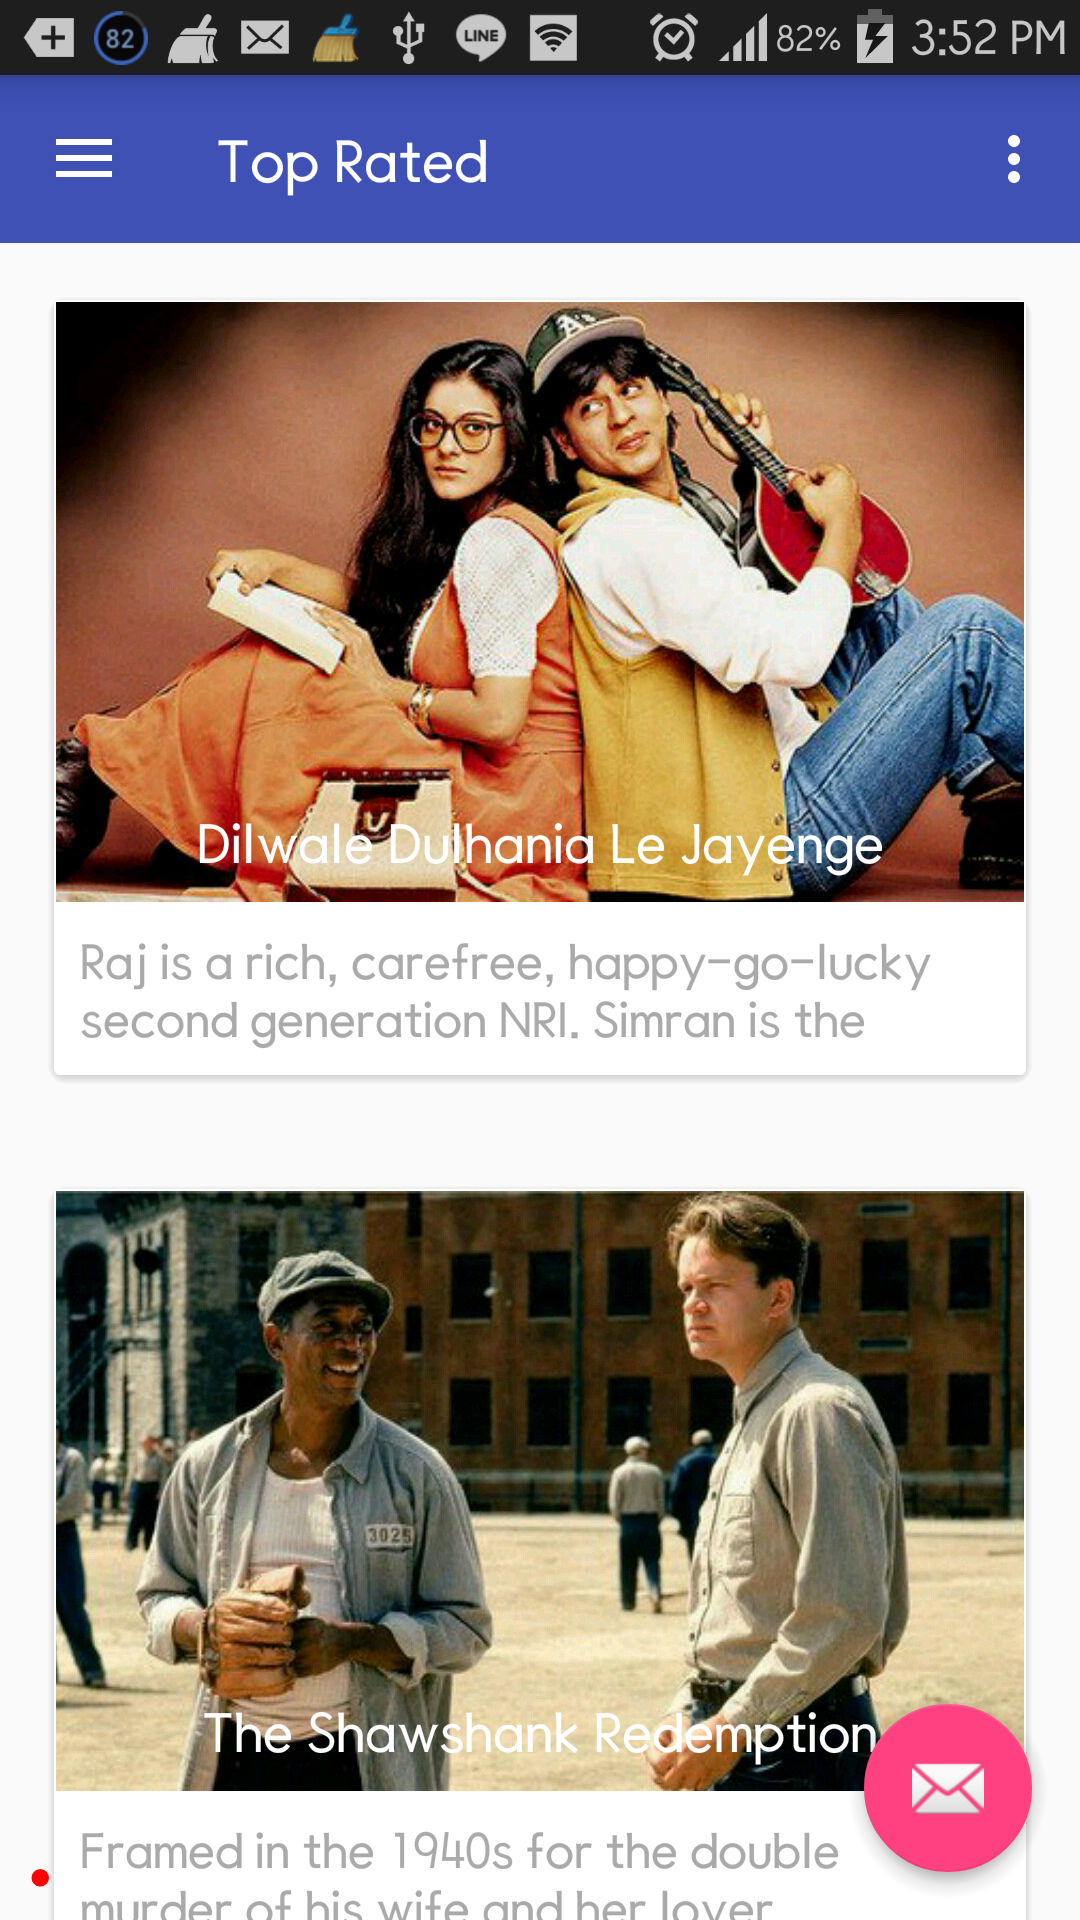 82 LINE 82% 3:52 PM
Top Rated
A's
Dilwale Dulhania Le Jayenge
Raj is a rich, carefree, happy-go-lucky
second generation NRI. Simran is the
3025
The Shawshank Redemption
Framed in the 1940s for the double
murder of his wife and her lover